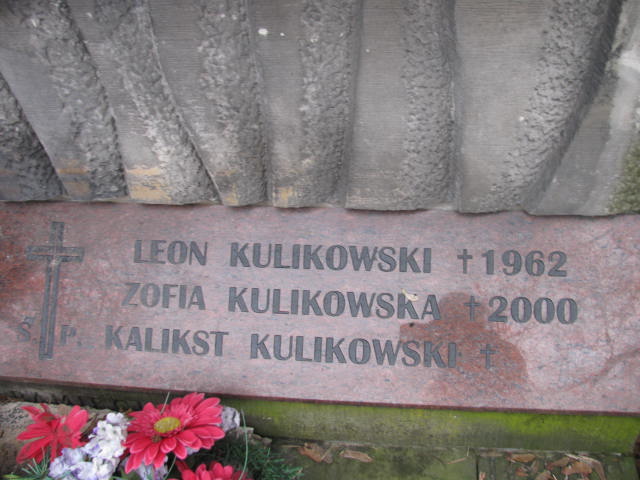 LEON KULIKOWSKI † 1962
ZOFIA KULIKOWSKA † 2000
Ś. P. KALIKST KULIKOWSKI †